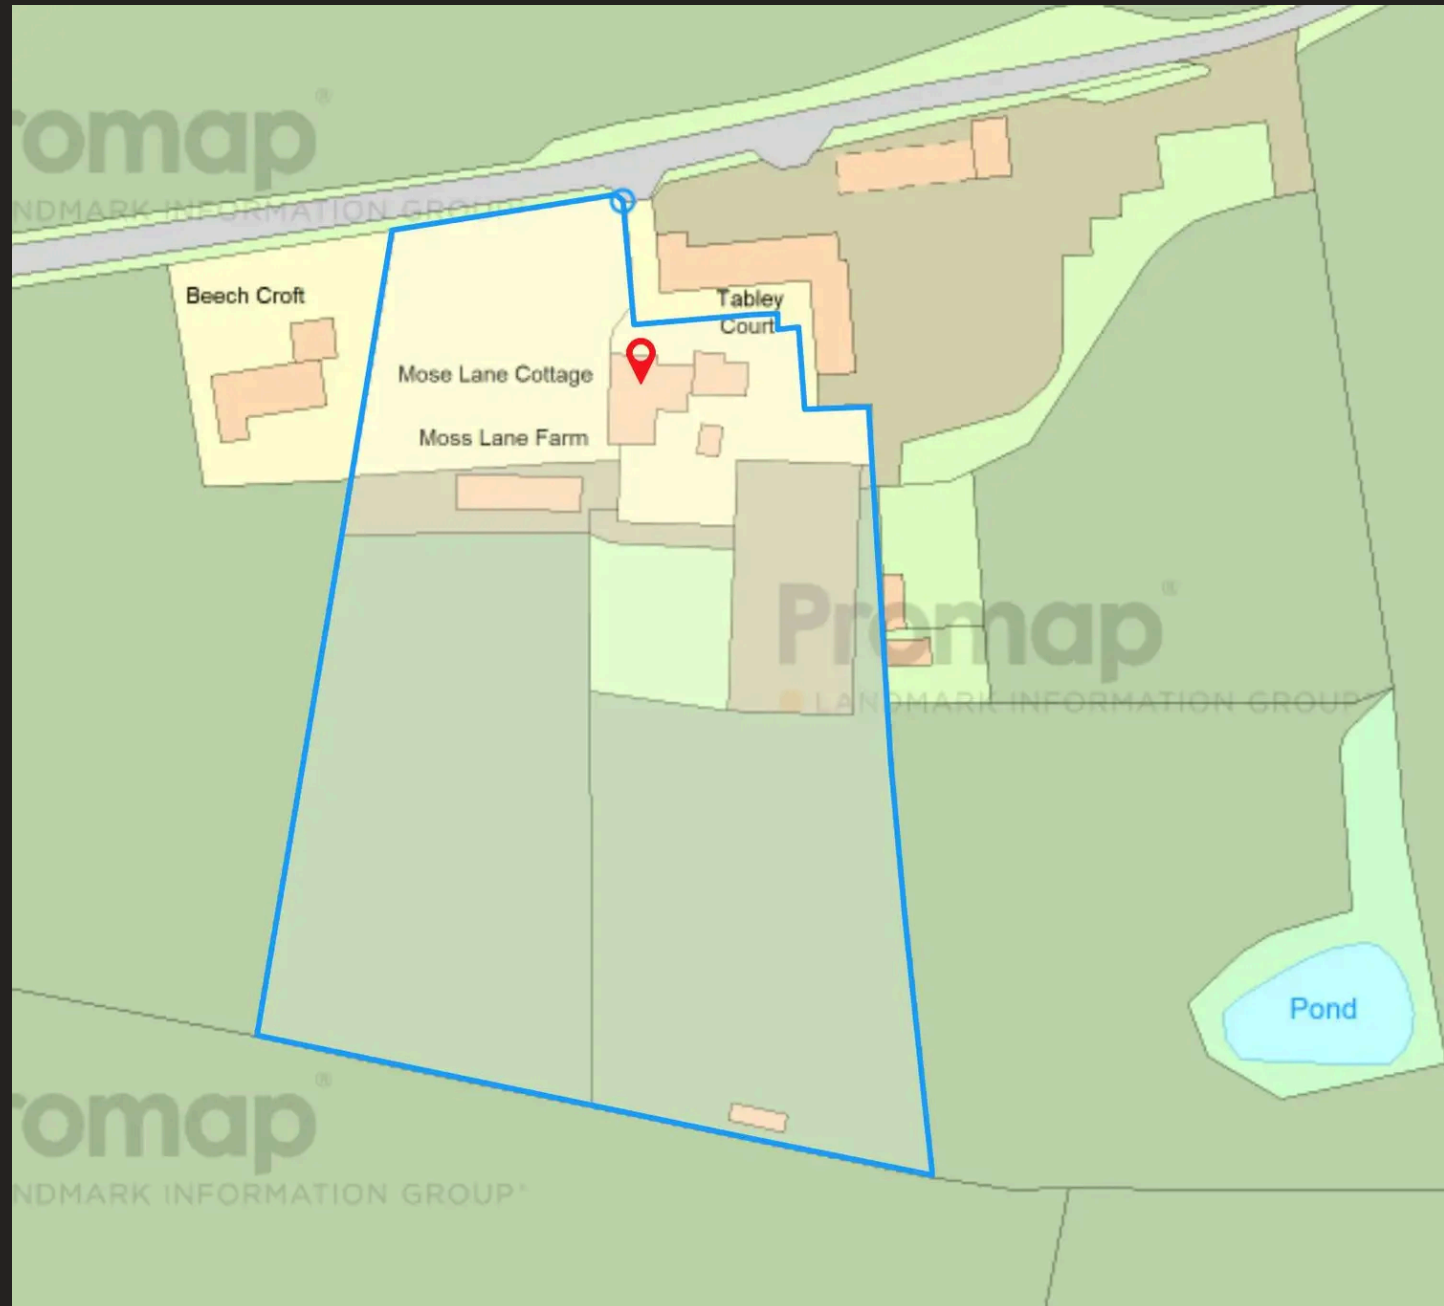 romap®
NDMARK INFORMATION GROUP
Beech Croft
Tabley
Court
Mose Lane Cottage
Moss Lane Farm
Promap®
LANDMARK INFORMATION GROUP
Pond
romap®
NDMARK INFORMATION GROUP®